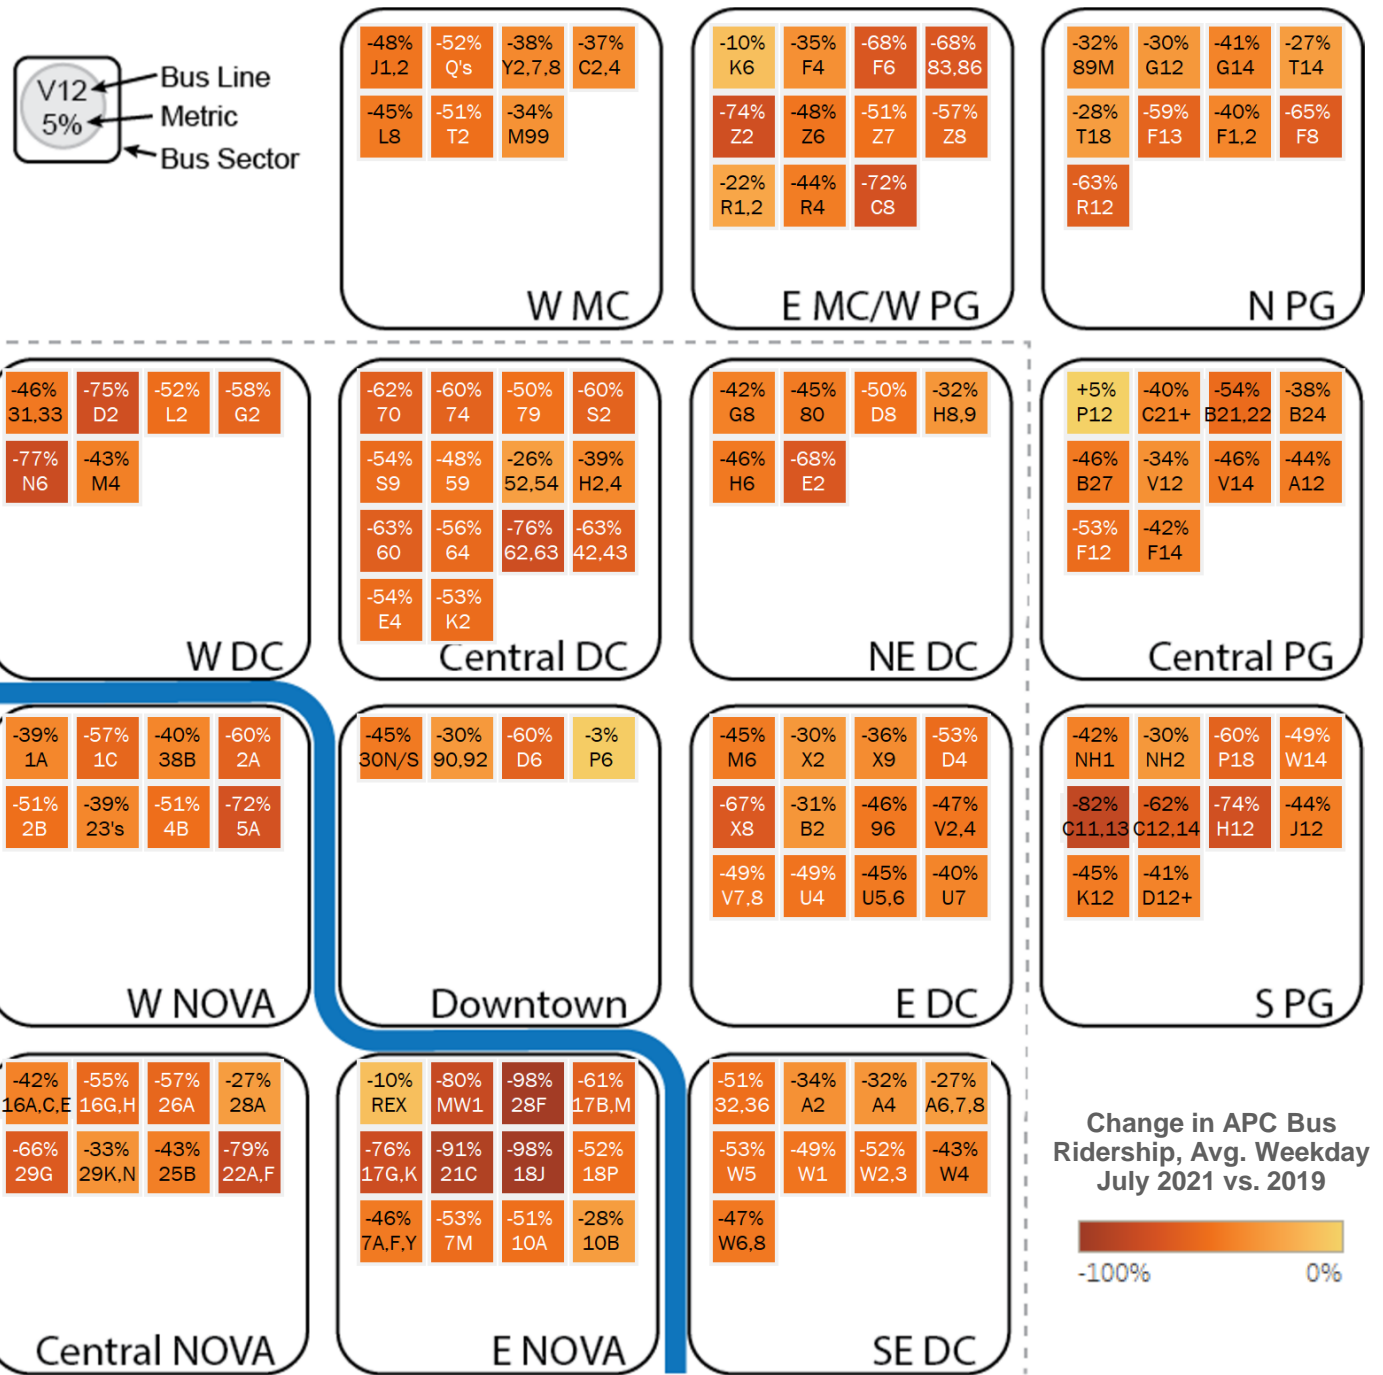 V12
5%
Bus Line
Metric
Bus Sector
-48%
J1,2
-52%
Q's
-38%
Y2,7,8
-37%
C2,4
-45%
L8
-51%
T2
-34%
M99
W MC
-10%
K6
-35%
F4
-68%
F6
-68%
83,86
-74%
Z2
-48%
Z6
-51%
Z7
-57%
Z8
-22%
R1,2
-44%
R4
-72%
C8
E MC/W PG
-32%
89M
-30%
G12
-41%
G14
-27%
T14
-28%
T18
-59%
F13
-40%
F1,2
-65%
F8
-63%
R12
N PG
-46%
31,33
-75%
D2
-52%
L2
-58%
G2
-77%
N6
-43%
M4
W DC
-62%
70
-60%
74
-50%
79
-60%
S2
-54%
S9
-48%
59
-26%
52,54
-39%
H2,4
-63%
60
-56%
64
-76%
62,63
-63%
42,43
-54%
E4
-53%
K2
Central DC
-42%
G8
-45%
80
-50%
D8
-32%
H8,9
-46%
H6
-68%
E2
NE DC
+5%
P12
-40%
C21+
-54%
B21,22
-38%
B24
-46%
B27
-34%
V12
-46%
V14
-44%
A12
-53%
F12
-42%
F14
Central PG
-39%
1A
-57%
1C
-40%
38B
-60%
2A
-51%
2B
-39%
23's
-51%
4B
-72%
5A
W NOVA
-45%
30N/S
-30%
90,92
-60%
D6
-3%
P6
Downtown
-45%
M6
-30%
X2
-36%
X9
-53%
D4
-67%
X8
-31%
B2
-46%
96
-47%
V2,4
-49%
V7,8
-49%
U4
-45%
U5,6
-40%
U7
E DC
-42%
NH1
-30%
NH2
-60%
P18
-49%
W14
-82%
C11,13
-62%
C12,14
-74%
H12
-44%
J12
-45%
K12
-41%
D12+
S PG
-42%
16A,C,E
-55%
16G,H
-57%
26A
-27%
28A
-66%
29G
-33%
29K,N
-43%
25B
-79%
22A,F
Central NOVA
-10%
REX
-80%
MW1
-98%
28F
-61%
17B,M
-76%
17G,K
-91%
21C
-98%
18J
-52%
18P
-46%
7A,F,Y
-53%
7M
-51%
10A
-28%
10B
E NOVA
-51%
32,36
-34%
A2
-32%
A4
-27%
A6,7,8
-53%
W5
-49%
W1
-52%
W2,3
-43%
W4
-47%
W6,8
SE DC
Change in APC Bus
Ridership, Avg. Weekday
July 2021 vs. 2019
-100%
0%